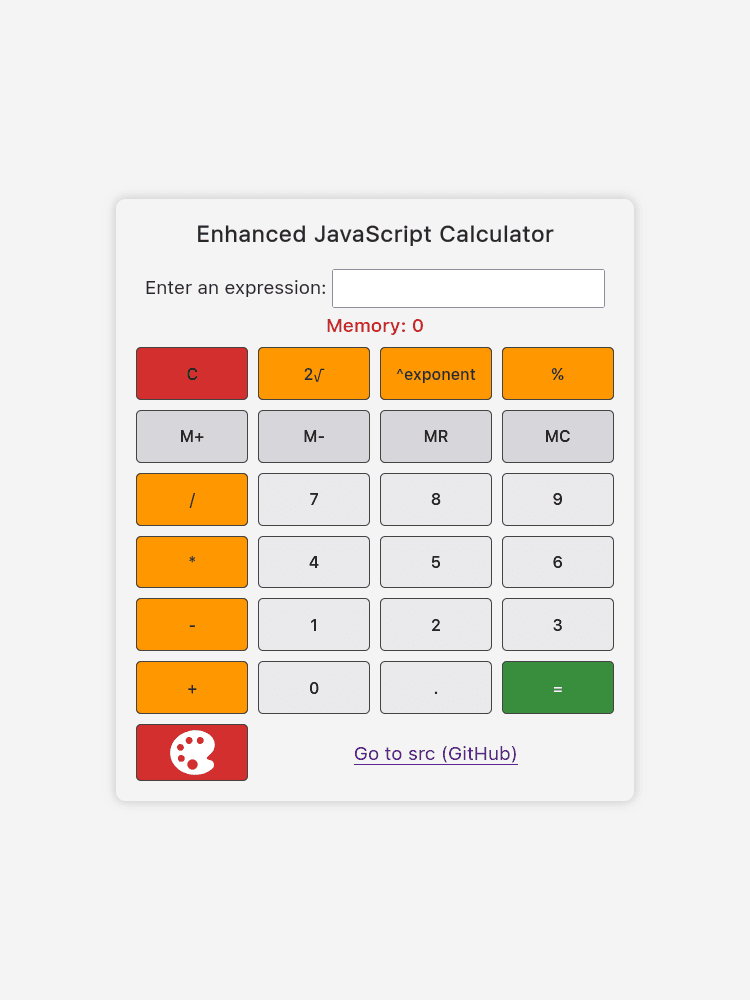 Enhanced JavaScript Calculator
Enter an expression:
Memory: 0
C 2√ ^exponent %
M+ M- MR MC
/ 7 8 9
* 4 5 6
- 1 2 3
+ 0 . =
Go to src (GitHub)